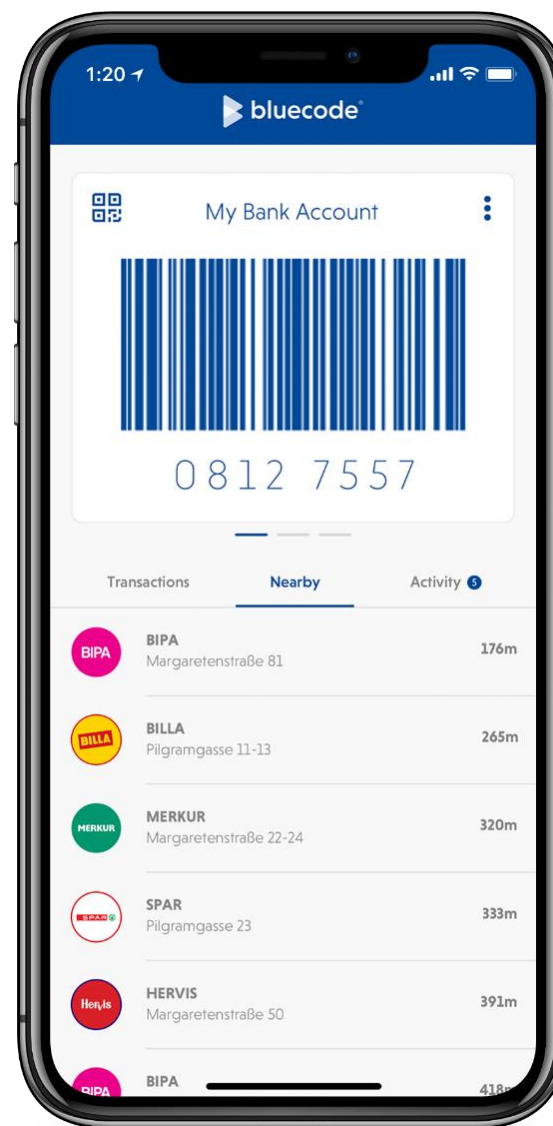 1:20
bluecode
My Bank Account
0812 7557
Transactions
Nearby
Activity 5
BIPA
BIPA
Margaretenstraße 81
176m
BILLA
BILLA
Pilgramgasse 11-13
265m
MERKUR
MERKUR
Margaretenstraße 22-24
320m
SPAR
SPAR
Pilgramgasse 23
333m
Hervis
HERVIS
Margaretenstraße 50
391m
BIPA
BIPA
418m